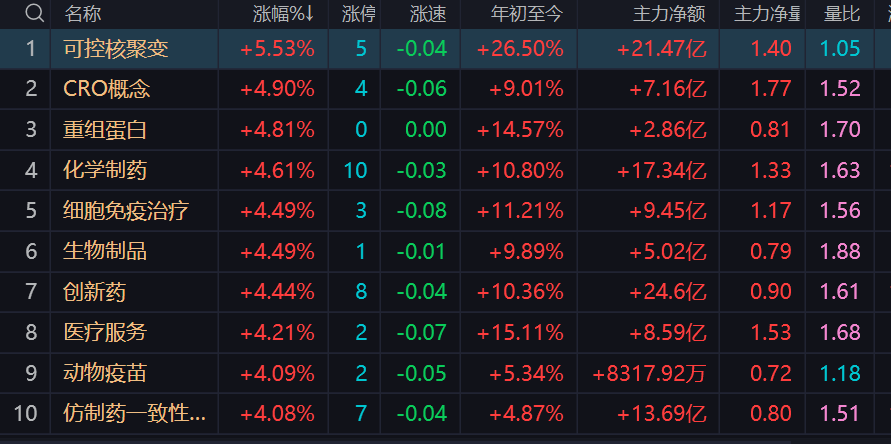 名称 涨幅%↓ 涨停 涨速 年初至今 主力净额 主力净量 量比
1 可控核聚变 +5.53% 5 -0.04 +26.50% +21.47亿 1.40 1.05
2 CRO概念 +4.90% 4 -0.06 +9.01% +7.16亿 1.77 1.52
3 重组蛋白 +4.81% 0 0.00 +14.57% +2.86亿 0.81 1.70
4 化学制药 +4.61% 10 -0.03 +10.80% +17.34亿 1.33 1.63
5 细胞免疫治疗 +4.49% 3 -0.08 +11.21% +9.45亿 1.17 1.56
6 生物制品 +4.49% 1 -0.01 +9.89% +5.02亿 0.79 1.88
7 创新药 +4.44% 8 -0.04 +10.36% +24.6亿 0.90 1.61
8 医疗服务 +4.21% 2 -0.07 +15.11% +8.59亿 1.53 1.68
9 动物疫苗 +4.09% 2 -0.05 +5.34% +8317.92万 0.72 1.18
10 仿制药一致性... +4.08% 7 -0.04 +4.87% +13.69亿 0.80 1.51